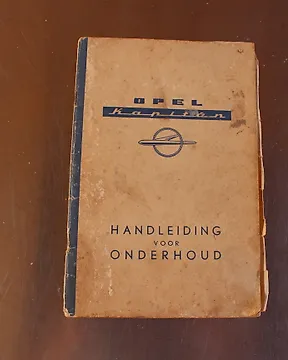 OPEL
Kapitän
HANDLEIDING
VOOR
ONDERHOUD